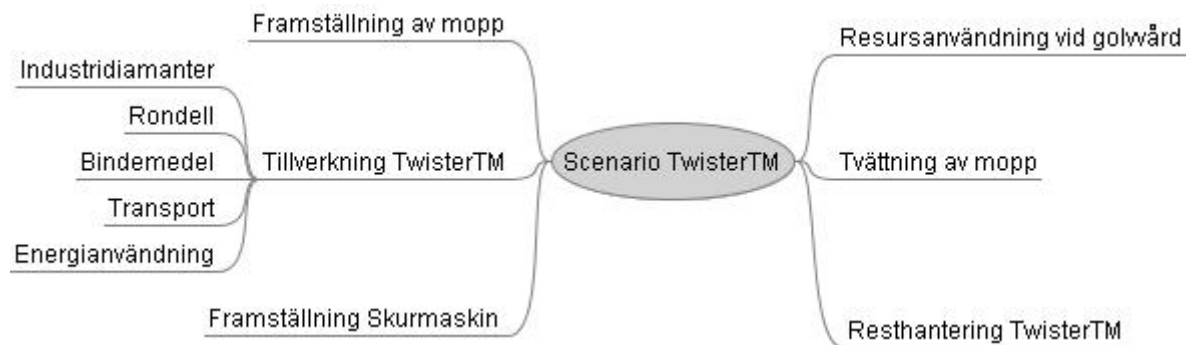 Framställning av mopp
Industridiamanter
Rondell
Bindemedel
Transport
Energianvändning
Tillverkning TwisterTM
Framställning Skurmaskin
Scenario TwisterTM
Resursanvändning vid golvvård
Tvättning av mopp
Resthantering TwisterTM